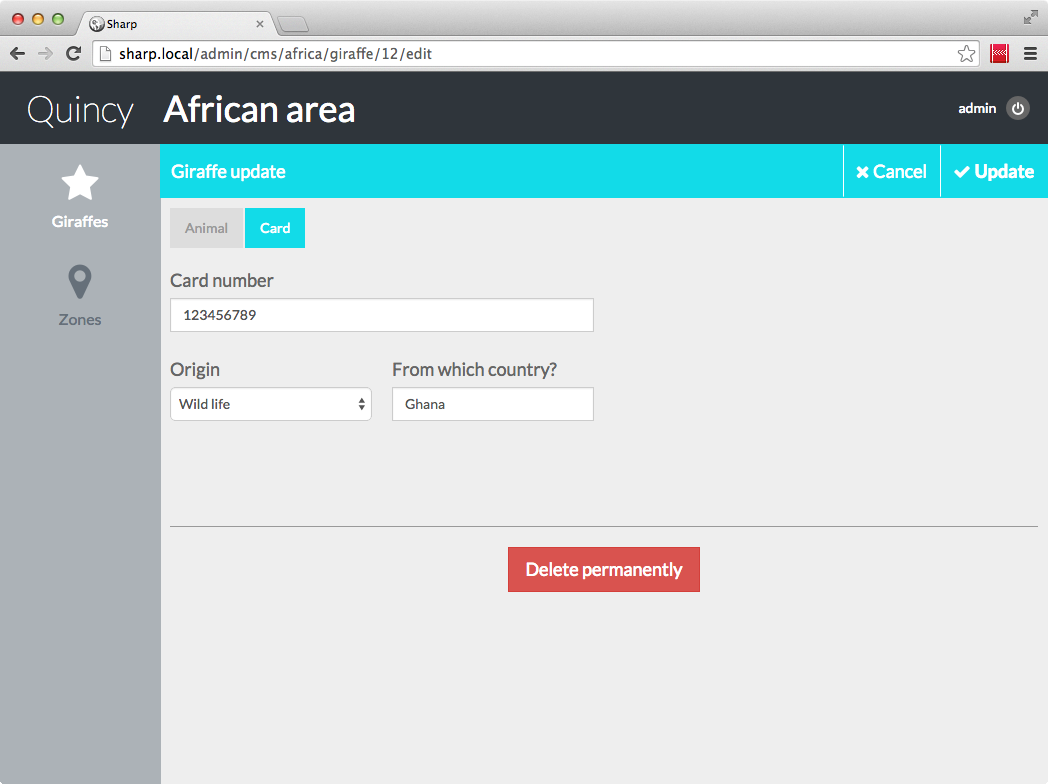 Sharp
sharp.local/admin/cms/africa/giraffe/12/edit
Quincy African area admin
Giraffes
Zones
Giraffe update Cancel Update
Animal Card
Card number
123456789
Origin From which country?
Wild life Ghana
Delete permanently